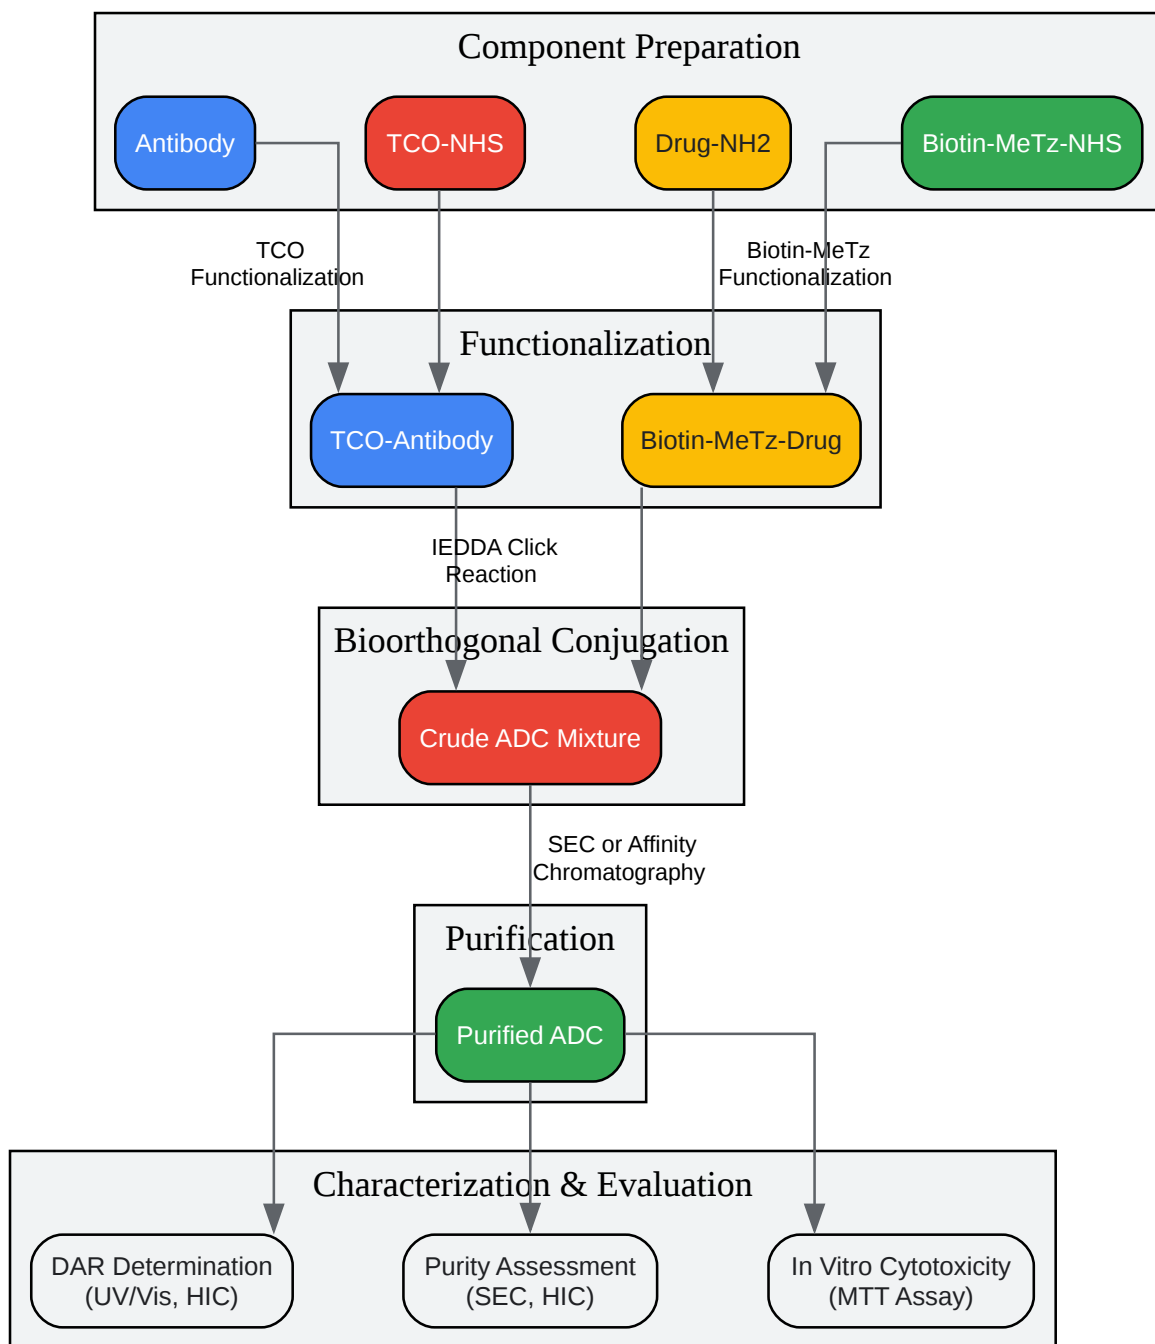 Component Preparation
Antibody
TCO-NHS
Drug-NH2
Biotin-MeTz-NHS
TCO
Functionalization
Biotin-MeTz
Functionalization
Functionalization
TCO-Antibody
Biotin-MeTz-Drug
IEDDA Click
Reaction
Bioorthogonal Conjugation
Crude ADC Mixture
SEC or Affinity
Chromatography
Purification
Purified ADC
Characterization & Evaluation
DAR Determination
(UV/Vis, HIC)
Purity Assessment
(SEC, HIC)
In Vitro Cytotoxicity
(MTT Assay)